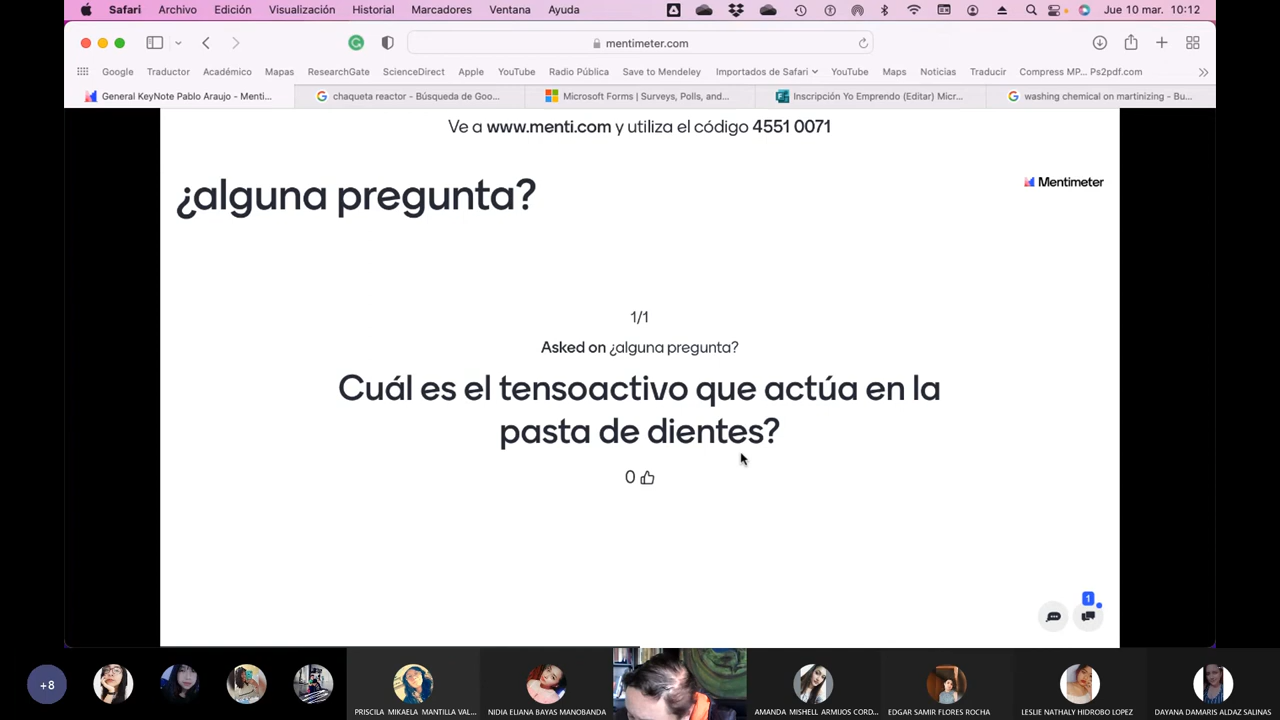 Safari Archivo Edición Visualización Historial Marcadores Ventana Ayuda Jue 10 mar. 10:12
mentimeter.com
Google Traductor Académico Mapas ResearchGate ScienceDirect Apple YouTube Radio Pública Save to Mendeley Importados de Safari YouTube Maps Noticias Traducir Compress MP... Ps2pdf.com
General KeyNote Pablo Araujo - Menti... chaqueta reactor - Búsqueda de Goo... Microsoft Forms | Surveys, Polls, and... Inscripción Yo Emprendo (Editar) Micr... washing chemical on martinizing - Bu...
Ve a www.menti.com y utiliza el código 4551 0071
¿alguna pregunta?
Mentimeter
1/1
Asked on ¿alguna pregunta?
Cuál es el tensoactivo que actúa en la
pasta de dientes?
0
1
+8
PRISCILA MIKAELA MANTILLA VAL... NIDIA ELIANA BAYAS MANOBANDA AMANDA MISHELL ARMIJOS CORD... EDGAR SAMIR FLORES ROCHA LESLIE NATHALY HIDROBO LOPEZ DAYANA DAMARIS ALDAZ SALINAS